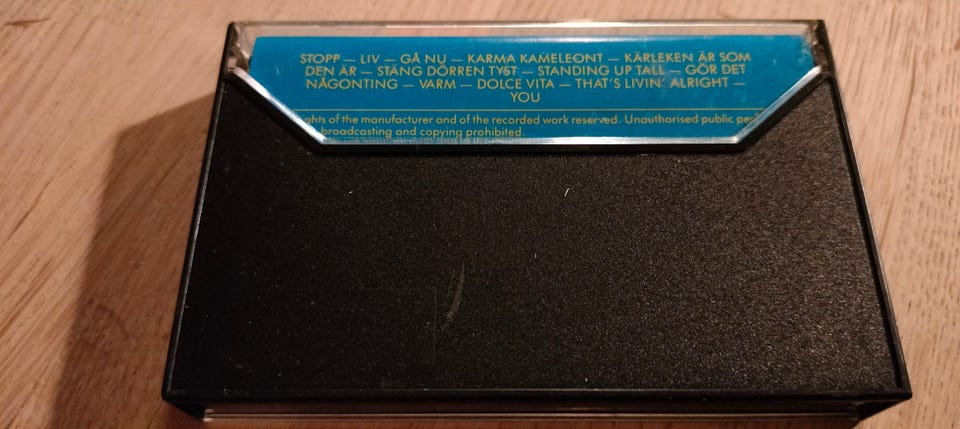 STOPP — LIV — GÅ NU — KARMA KAMELEONT — KÄRLEKEN ÄR SOM
DEN ÄR — STÄNG DÖRREN TYST — STANDING UP TALL — GÖR DET
NÅGONTING — VARM — DOLCE VITA — THAT'S LIVIN' ALRIGHT —
YOU
ghts of the manufacturer and of the recorded work reserved. Unauthorised public per
broadcasting and copying prohibited.